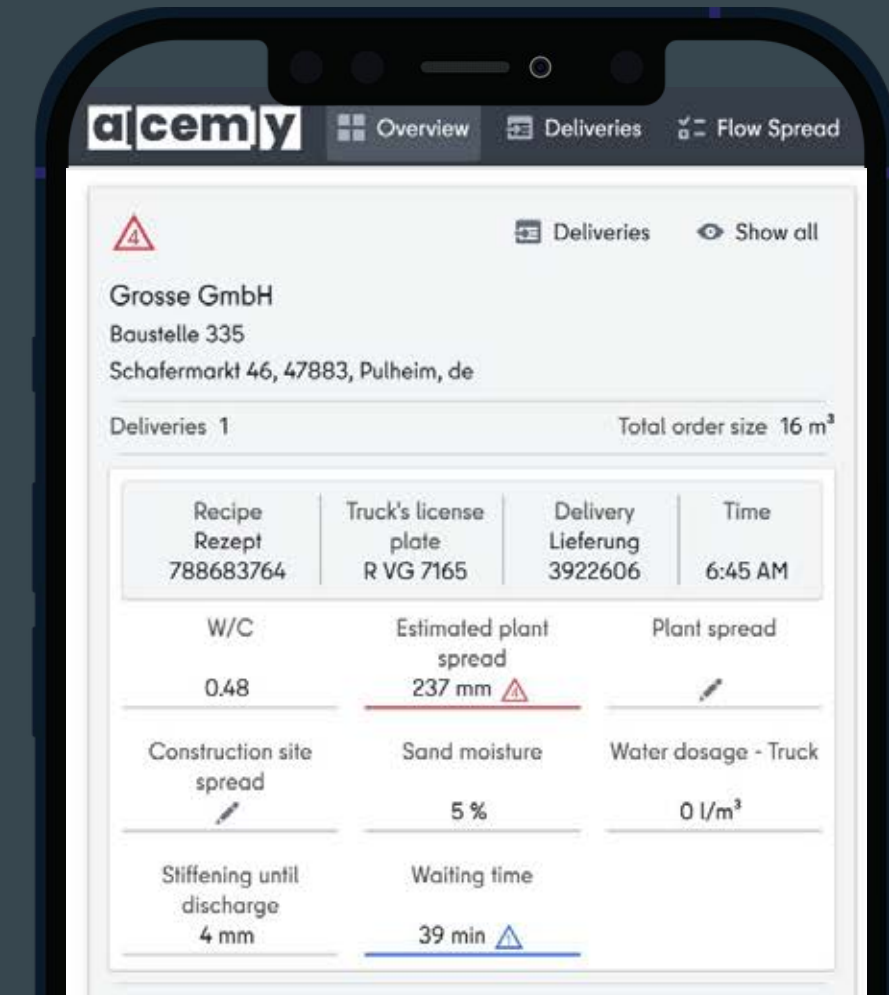 a[cem]y Overview Deliveries Flow Spread
4 Deliveries Show all
Grosse GmbH
Baustelle 335
Schafermarkt 46, 47883, Pulheim, de
Deliveries 1 Total order size 16 m³
Recipe Truck's license Delivery Time
Rezept plate Lieferung
788683764 R VG 7165 3922606 6:45 AM
W/C Estimated plant Plant spread
spread
0.48 237 mm 4
Construction site Sand moisture Water dosage - Truck
spread
5 % 0 l/m³
Stiffening until Waiting time
discharge
4 mm 39 min